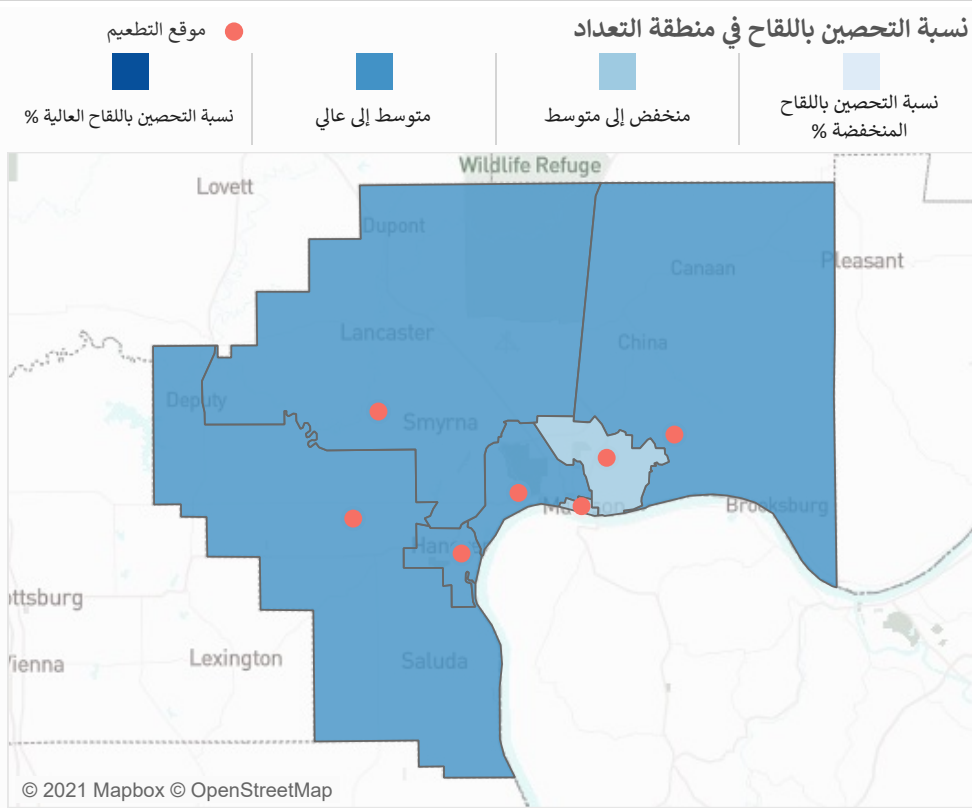 نسبة التحصين باللقاح في منطقة التعداد
موقع التطعيم
نسبة التحصين باللقاح
المنخفضة %
منخفض إلى متوسط
متوسط إلى عالي
نسبة التحصين باللقاح العالية %
Wildlife Refuge
Lovett
Dupont
Pleasant
Canaan
Lancaster
China
Deputy
Smyrna
Brooksburg
ottsburg
Vienna
Lexington
Saluda
© 2021 Mapbox © OpenStreetMap